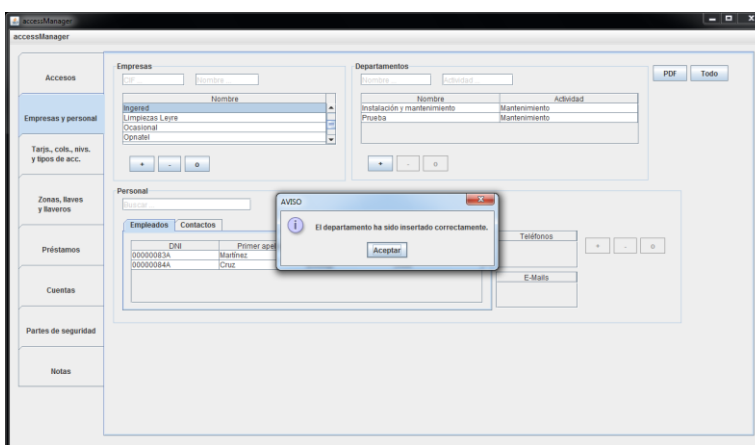 accessManager
accessManager
Accesos
Empresas y personal
Tarjs., cols., nivs.
y tipos de acc.
Zonas, llaves
y llaveros
Préstamos
Cuentas
Partes de seguridad
Notas
Empresas
CIF ... Nombre ...
Nombre
Ingered
Limpiezas Leyre
Ocasional
Opnatel
+ - o
Departamentos
Nombre ... Actividad ...
Nombre Actividad
Instalación y mantenimiento Mantenimiento
Prueba Mantenimiento
+ - o
PDF Todo
Personal
Buscar ...
Empleados Contactos
DNI Primer
00000083A Martínez
00000084A Cruz
AVISO
El departamento ha sido insertado correctamente.
Aceptar
Teléfonos
+ - o
E-Mails